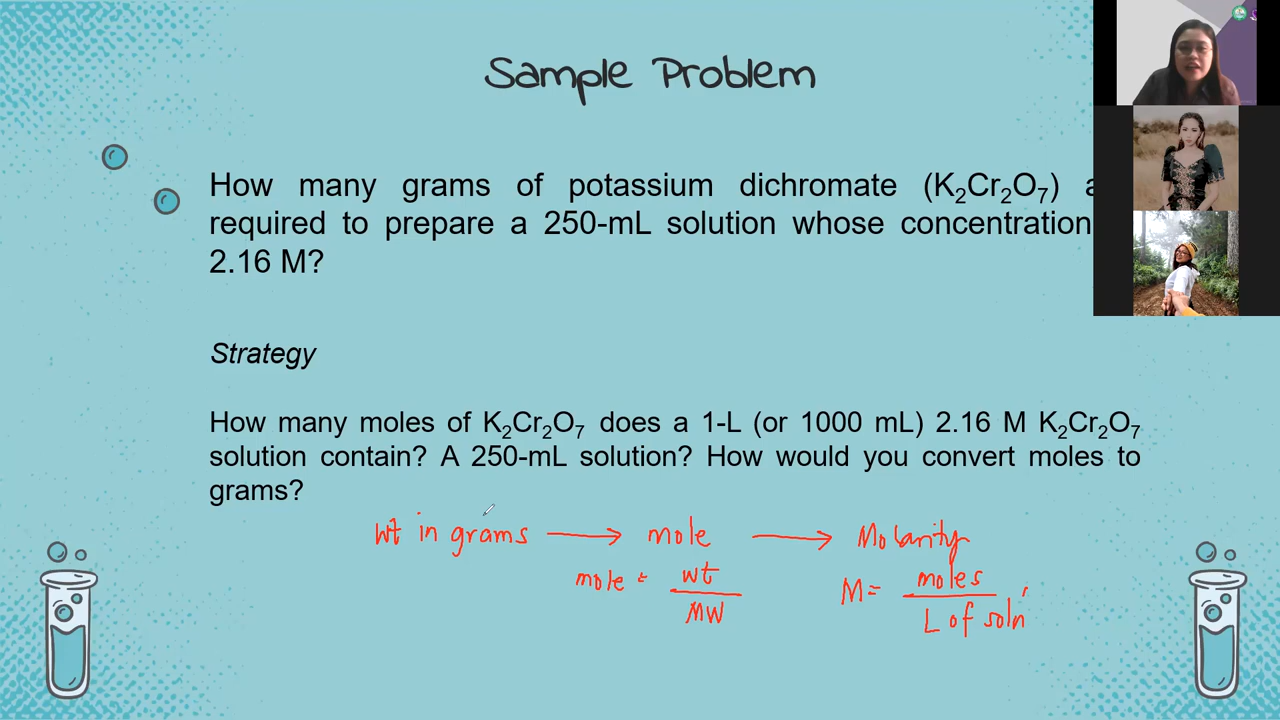 Sample Problem
How many grams of potassium dichromate (K₂Cr₂O₇)
required to prepare a 250-mL solution whose concentration
2.16 M?
Strategy
How many moles of K₂Cr₂O₇ does a 1-L (or 1000 mL) 2.16 M K₂Cr₂O₇
solution contain? A 250-mL solution? How would you convert moles to
grams?
wt in grams → mole → Molarity
mole = wt / MW
M = moles / L of soln'